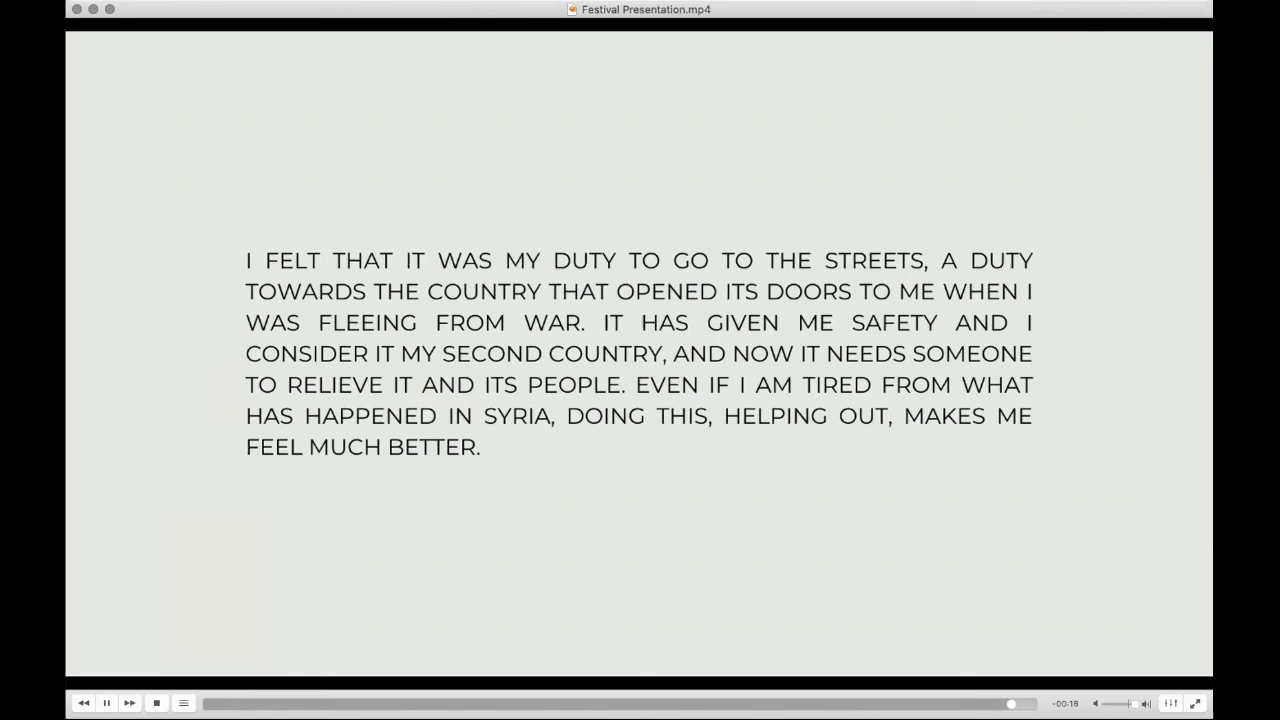 Festival Presentation.mp4
I FELT THAT IT WAS MY DUTY TO GO TO THE STREETS, A DUTY
TOWARDS THE COUNTRY THAT OPENED ITS DOORS TO ME WHEN I
WAS FLEEING FROM WAR. IT HAS GIVEN ME SAFETY AND I
CONSIDER IT MY SECOND COUNTRY, AND NOW IT NEEDS SOMEONE
TO RELIEVE IT AND ITS PEOPLE. EVEN IF I AM TIRED FROM WHAT
HAS HAPPENED IN SYRIA, DOING THIS, HELPING OUT, MAKES ME
FEEL MUCH BETTER.
-00:18